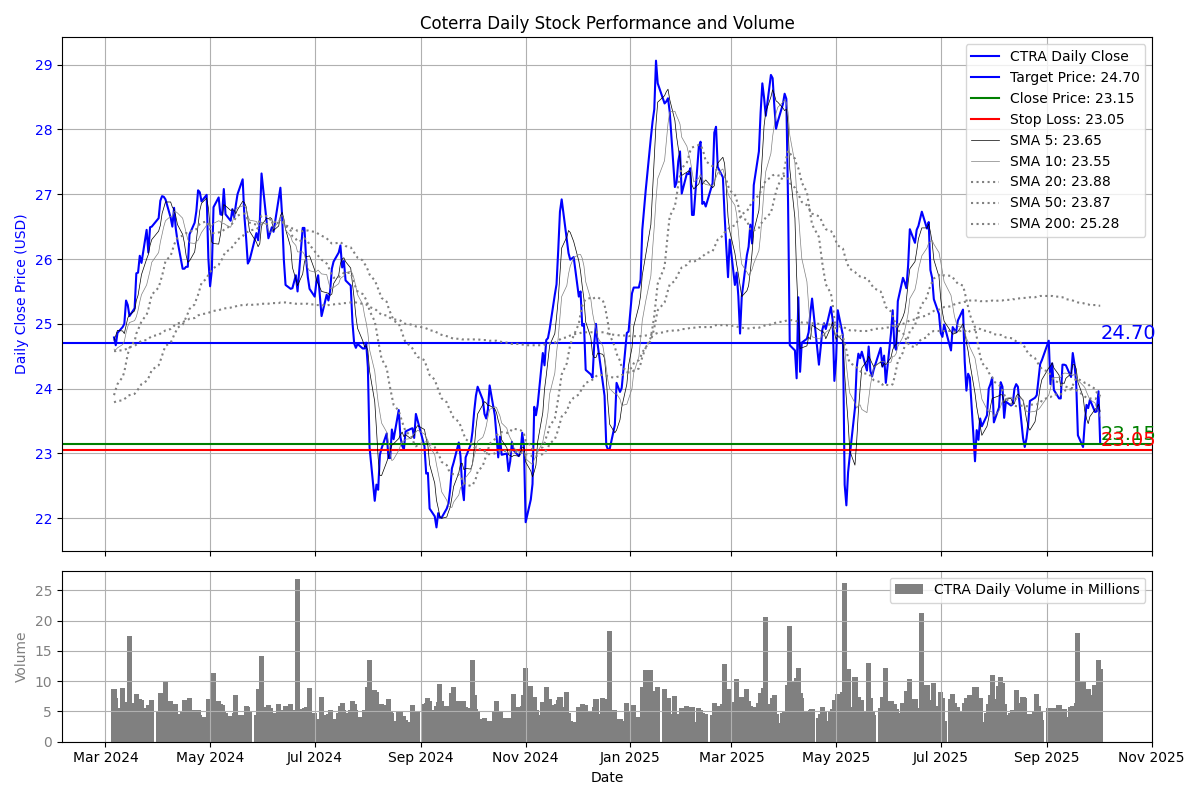 Coterra Daily Stock Performance and Volume
Daily Close Price (USD)
29
28
27
26
25
24
23
22
CTRA Daily Close
Target Price: 24.70
Close Price: 23.15
Stop Loss: 23.05
SMA 5: 23.65
SMA 10: 23.55
SMA 20: 23.88
SMA 50: 23.87
SMA 200: 25.28
24.70
23.15
23.05
Volume
25
20
15
10
5
0
CTRA Daily Volume in Millions
Mar 2024
May 2024
Jul 2024
Sep 2024
Nov 2024
Jan 2025
Mar 2025
May 2025
Jul 2025
Sep 2025
Nov 2025
Date